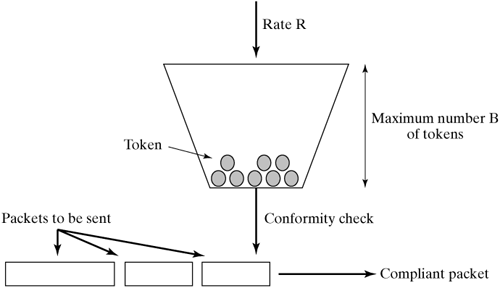 Rate R
Maximum number B
of tokens
Token
Packets to be sent
Conformity check
Compliant packet